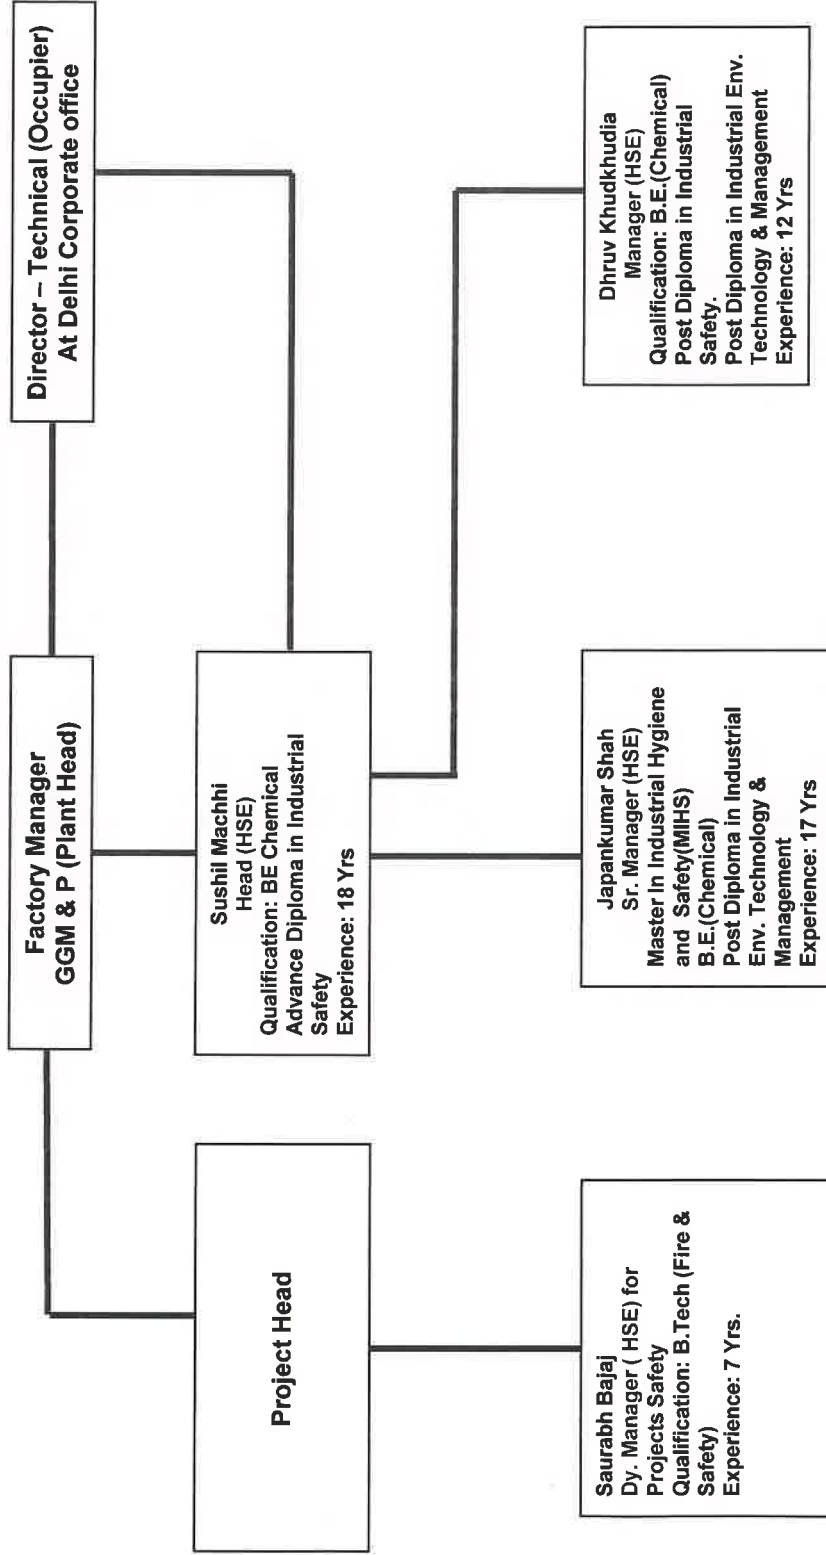 Factory Manager
GGM & P (Plant Head)
Director – Technical (Occupier)
At Delhi Corporate office
Project Head
Sushil Machhi
Head (HSE)
Qualification: BE Chemical
Advance Diploma in Industrial
Safety
Experience: 18 Yrs
Saurabh Bajaj
Dy. Manager ( HSE) for
Projects Safety
Qualification: B.Tech (Fire &
Safety)
Experience: 7 Yrs.
Japankumar Shah
Sr. Manager (HSE)
Master In Industrial Hygiene
and Safety(MIHS)
B.E.(Chemical)
Post Diploma in Industrial
Env. Technology &
Management
Experience: 17 Yrs
Dhruv Khudkhudia
Manager (HSE)
Qualification: B.E.(Chemical)
Post Diploma in Industrial
Safety.
Post Diploma in Industrial Env.
Technology & Management
Experience: 12 Yrs